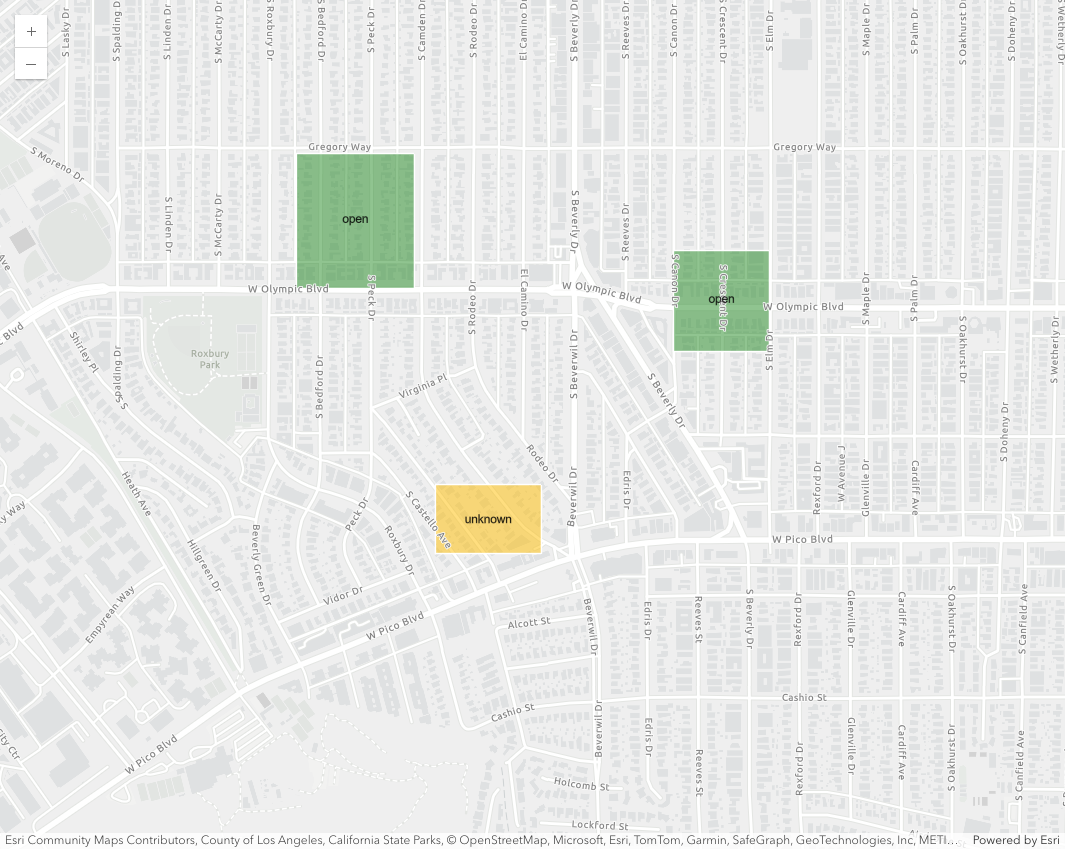 +
−
S Lasky Dr
S Spalding Dr
S Linden Dr
S McCarty Dr
S Roxbury Dr
S Bedford Dr
S Peck Dr
S Camden Dr
S Rodeo Dr
El Camino Dr
S Beverly Dr
S Reeves Dr
S Canon Dr
S Crescent Dr
S Elm Dr
S Maple Dr
S Palm Dr
S Oakhurst Dr
S Doheny Dr
S Wetherly Dr
Gregory Way
Gregory Way
S Moreno Dr
S Linden Dr
S McCarty Dr
open
S Beverly Dr
S Reeves Dr
Ave
S Canon Dr
S Crescent Dr
open
W Olympic Blvd
S Peck Dr
S Rodeo Dr
El Camino Dr
W Olympic Blvd
W Olympic Blvd
S Maple Dr
S Palm Dr
Blvd
Shirley Pl
Spalding Dr
S
S
Roxbury
Park
S Bedford Dr
Virginia Pl
S Beverwil Dr
S Beverly Dr
S Elm Dr
S Oakhurst Dr
S Wetherly Dr
S Doheny Dr
Rodeo Dr
Heath Ave
Way
Peck Dr
S Castello Ave
unknown
Beverwil Dr
Edris Dr
Rexford Dr
W Avenue J
Glenville Dr
Cardiff Ave
W Pico Blvd
Hillgreen Dr
Beverly Green Dr
Roxbury Dr
Vidor Dr
Empyrean Way
W Pico Blvd
Alcott St
Beverwil Dr
Edris Dr
Reeves St
S Beverly Dr
Rexford Dr
Glenville Dr
Cardiff Ave
S Oakhurst Dr
S Canfield Ave
Cashio St
Cashio St
City Ctr
W Pico Blvd
Beverwil Dr
Edris Dr
Reeves St
Rexford Dr
Glenville Dr
Cardiff Ave
S Oakhurst Dr
S Canfield Ave
Holcomb St
Lockford St
Esri Community Maps Contributors, County of Los Angeles, California State Parks, © OpenStreetMap, Microsoft, Esri, TomTom, Garmin, SafeGraph, GeoTechnologies, Inc, METI…
Powered by Esri